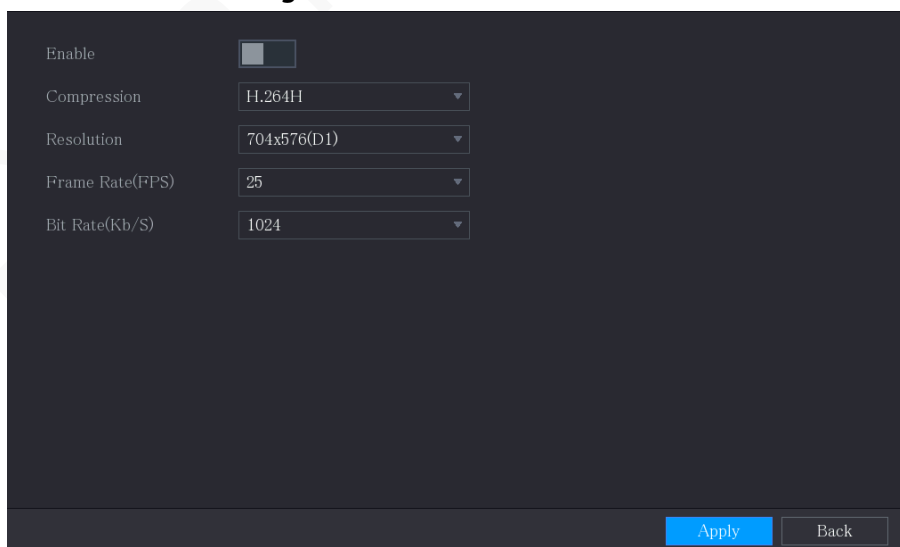 Enable
Compression H.264H
Resolution 704x576(D1)
Frame Rate(FPS) 25
Bit Rate(Kb/S) 1024
Apply Back